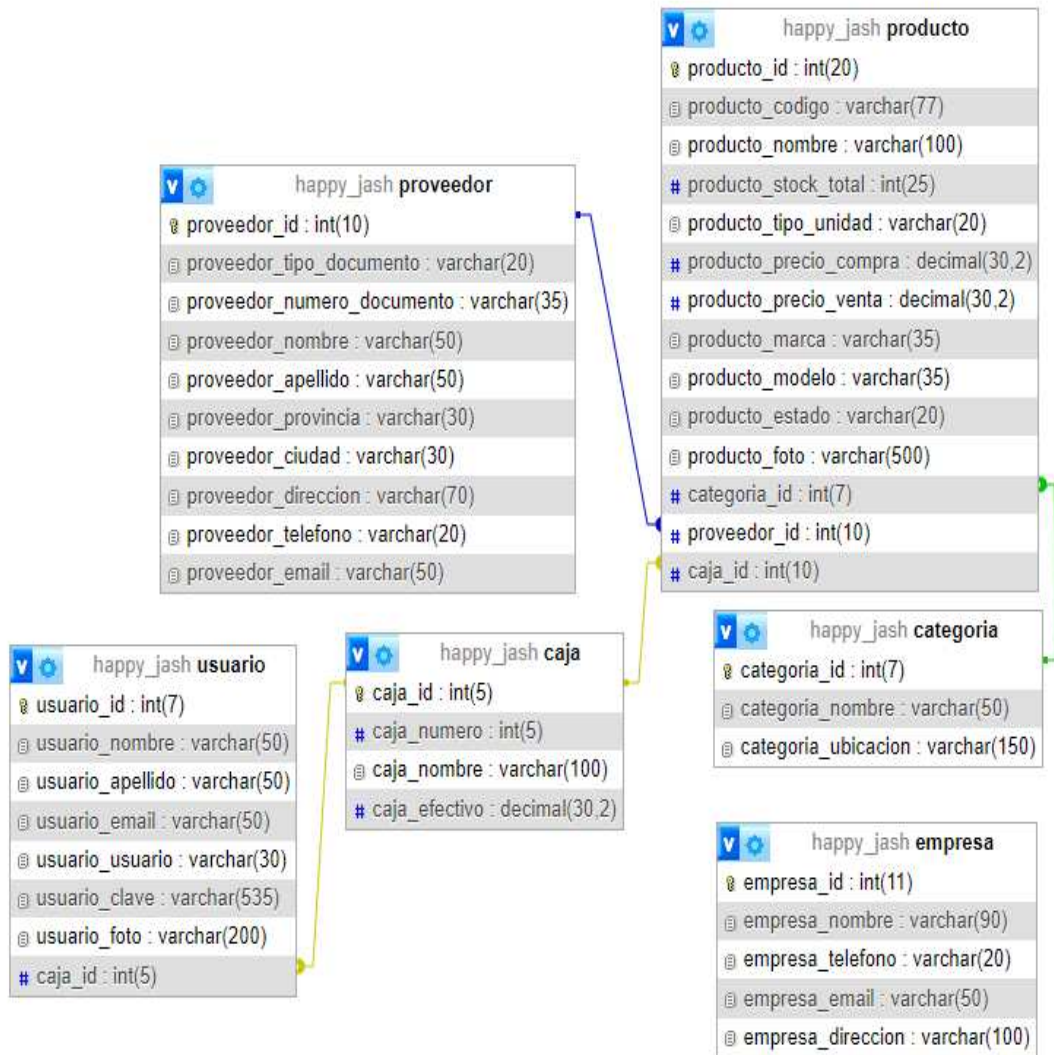 happy_jash producto
producto_id : int(20)
producto_codigo : varchar(77)
producto_nombre : varchar(100)
# producto_stock_total : int(25)
producto_tipo_unidad : varchar(20)
# producto_precio_compra : decimal(30,2)
# producto_precio_venta : decimal(30,2)
producto_marca : varchar(35)
producto_modelo : varchar(35)
producto_estado : varchar(20)
producto_foto : varchar(500)
# categoria_id : int(7)
# proveedor_id : int(10)
# caja_id : int(10)
happy_jash proveedor
proveedor_id : int(10)
proveedor_tipo_documento : varchar(20)
proveedor_numero_documento : varchar(35)
proveedor_nombre : varchar(50)
proveedor_apellido : varchar(50)
proveedor_provincia : varchar(30)
proveedor_ciudad : varchar(30)
proveedor_direccion : varchar(70)
proveedor_telefono : varchar(20)
proveedor_email : varchar(50)
happy_jash usuario
usuario_id : int(7)
usuario_nombre : varchar(50)
usuario_apellido : varchar(50)
usuario_email : varchar(50)
usuario_usuario : varchar(30)
usuario_clave : varchar(535)
usuario_foto : varchar(200)
# caja_id : int(5)
happy_jash caja
caja_id : int(5)
# caja_numero : int(5)
caja_nombre : varchar(100)
# caja_efectivo : decimal(30,2)
happy_jash categoria
categoria_id : int(7)
categoria_nombre : varchar(50)
categoria_ubicacion : varchar(150)
happy_jash empresa
empresa_id : int(11)
empresa_nombre : varchar(90)
empresa_telefono : varchar(20)
empresa_email : varchar(50)
empresa_direccion : varchar(100)